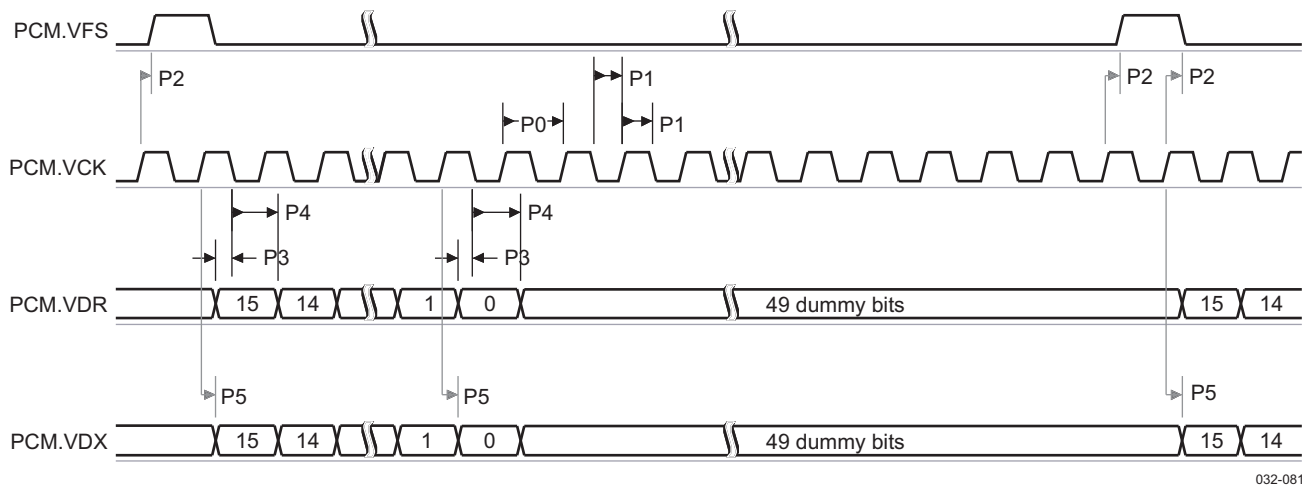 PCM.VFS
P2
P1
P2
P2
P0
P1
PCM.VCK
P4
P4
P3
P3
PCM.VDR
15
14
1
0
49 dummy bits
15
14
P5
P5
P5
PCM.VDX
15
14
1
0
49 dummy bits
15
14
032-081